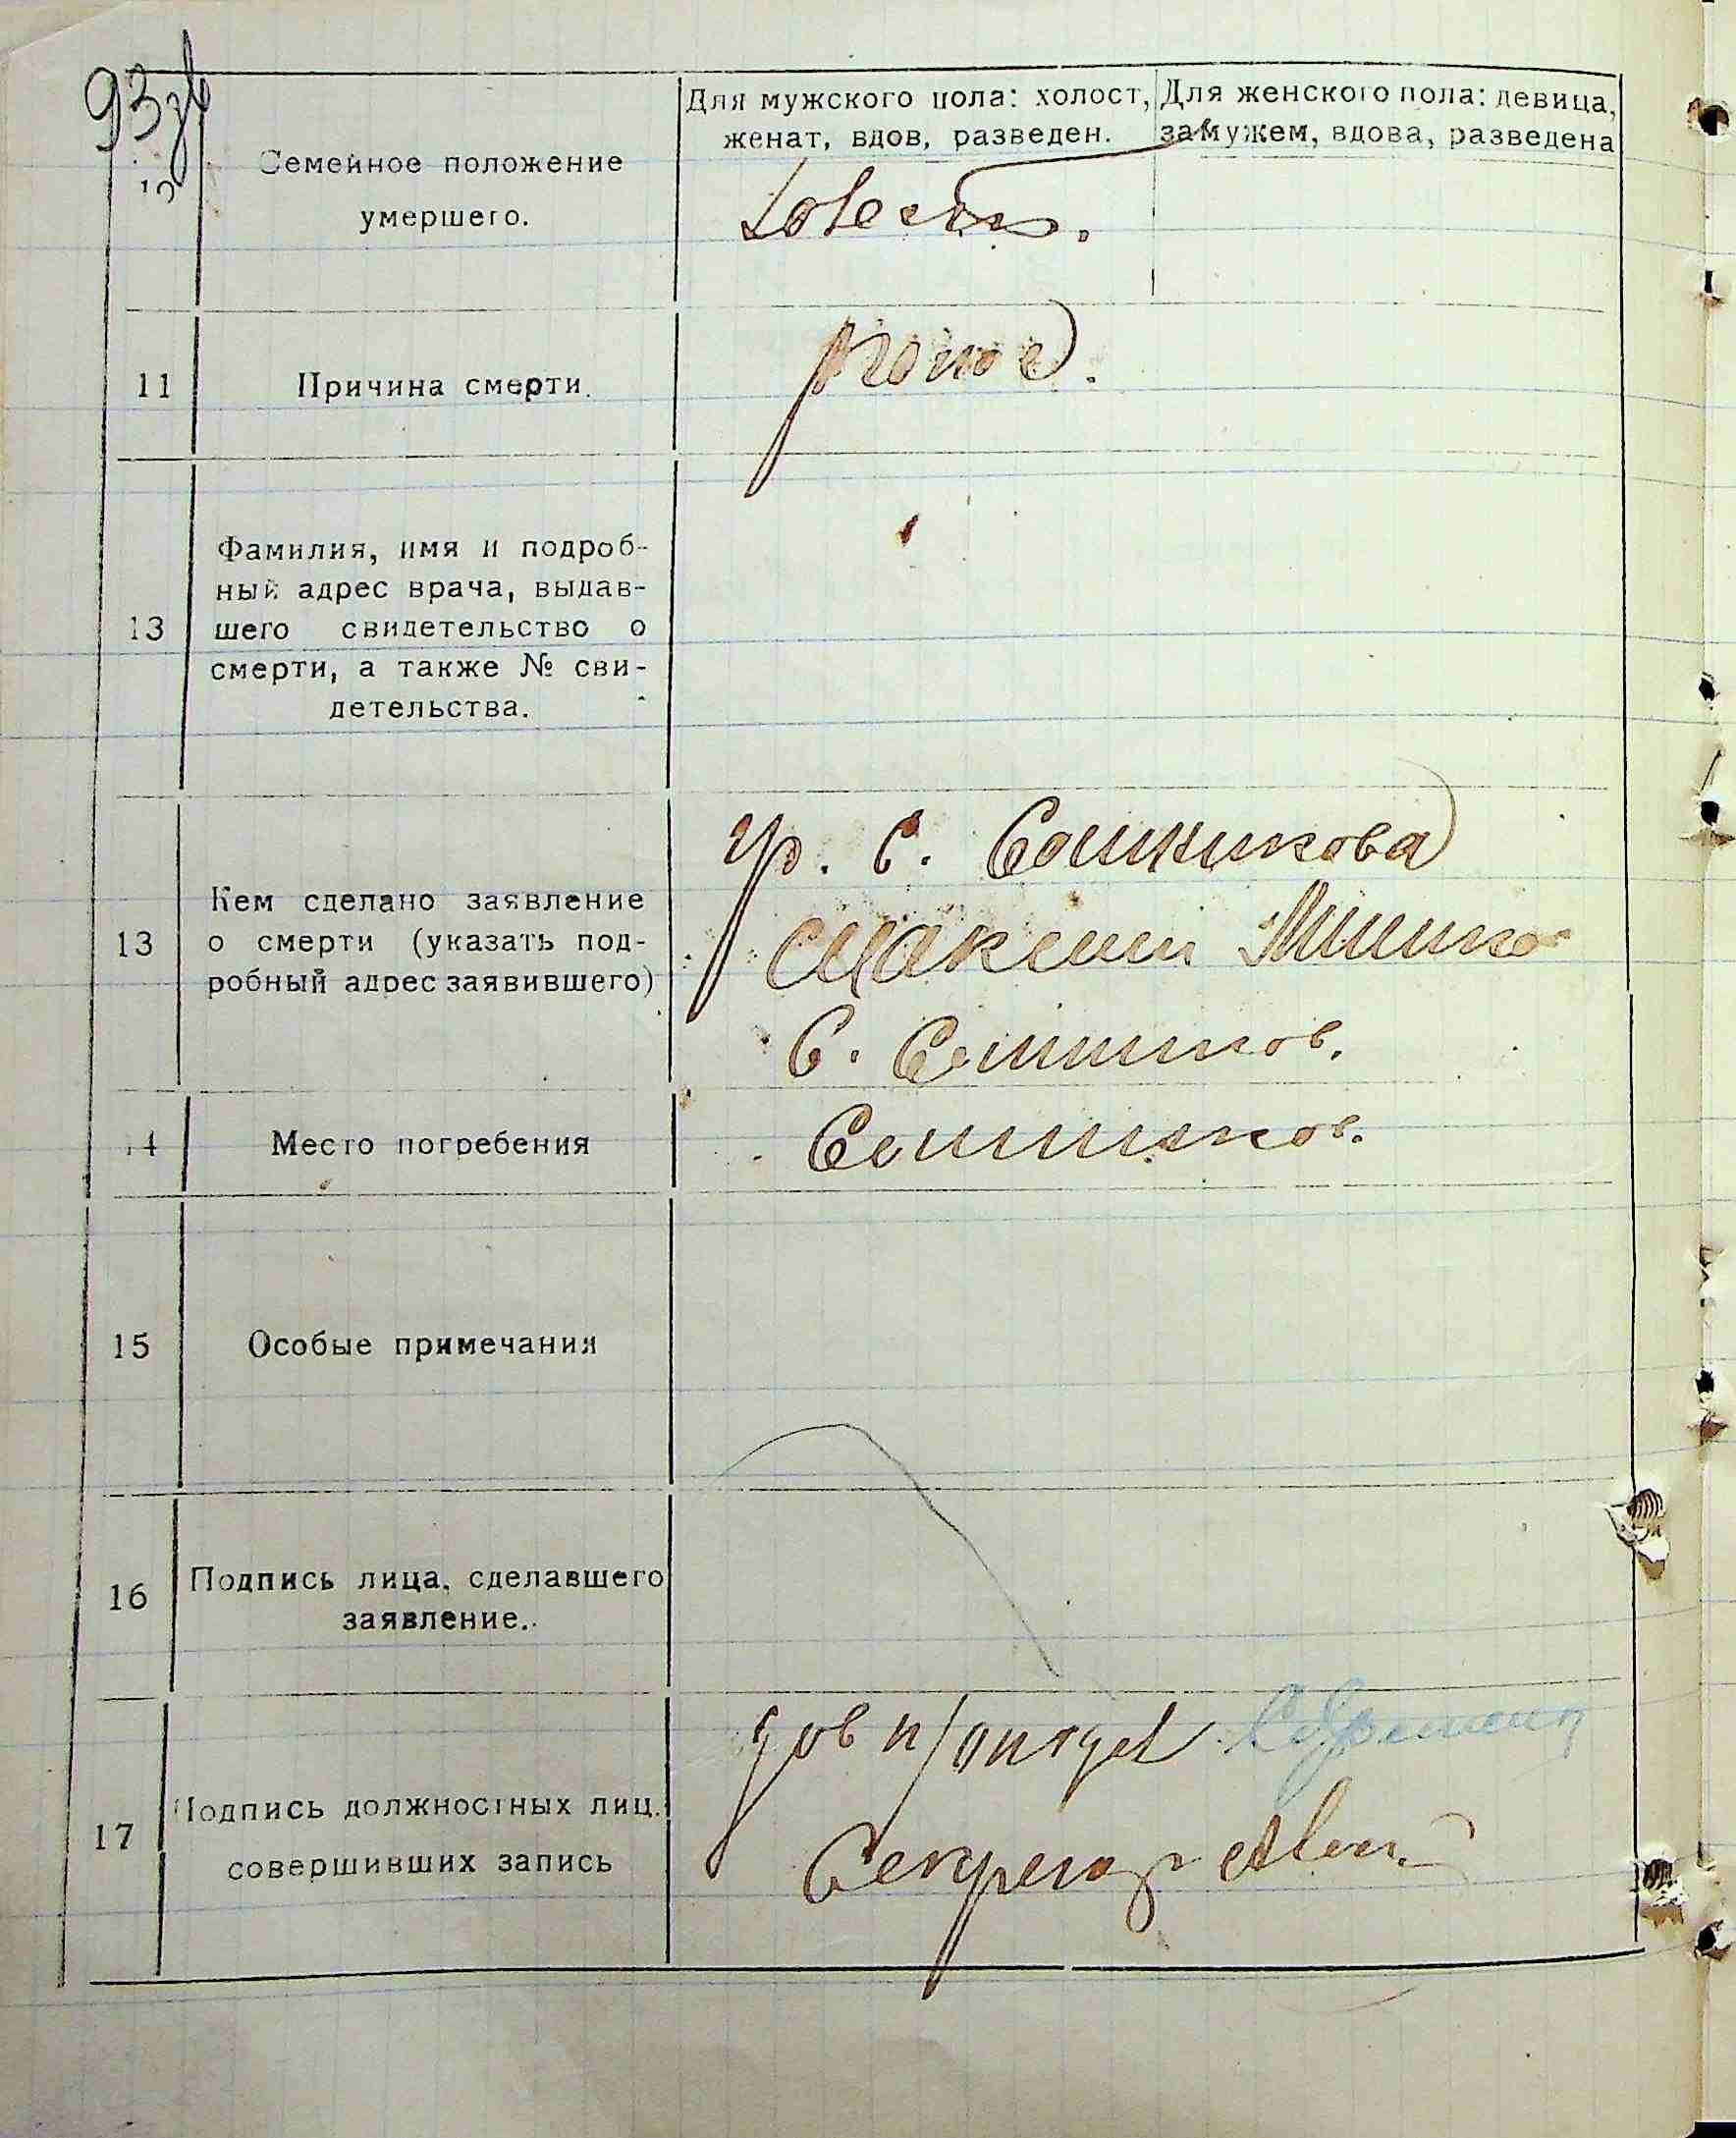 93
Для мужского пола: холост,
женат, вдов, разведен.
Для женского пола: девица,
замужем, вдова, разведена
Семейное положение
умершего.
11
Причина смерти.
13
Фамилия, имя и подроб-
ный адрес врача, выдав-
шего свидетельство о
смерти, а также № сви-
детельства.
13
Кем сделано заявление
о смерти (указать под-
робный адрес заявившего)
гр. С.
Максим
С.
14
Место погребения
15
Особые примечания
16
Подпись лица, сделавшего
заявление.
17
Подпись должностных лиц,
совершивших запись
Секретар